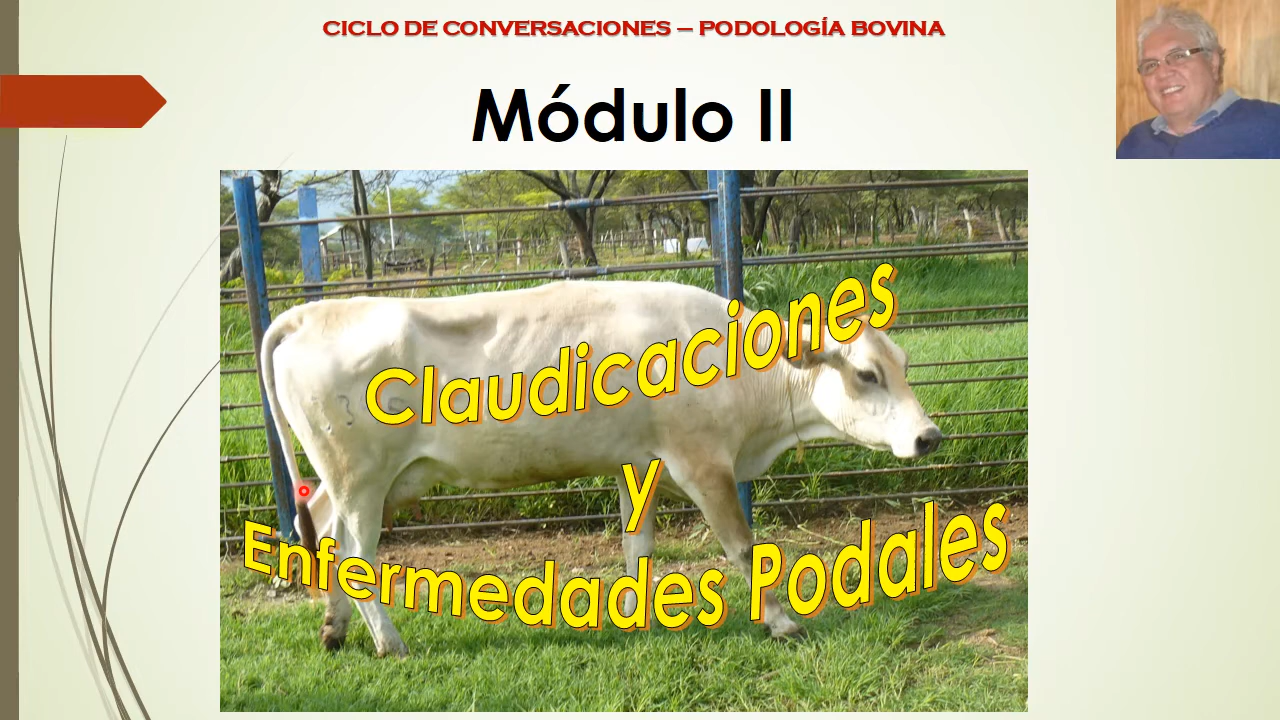 CICLO DE CONVERSACIONES – PODOLOGÍA BOVINA
Módulo II
Claudicaciones
y
Enfermedades Podales